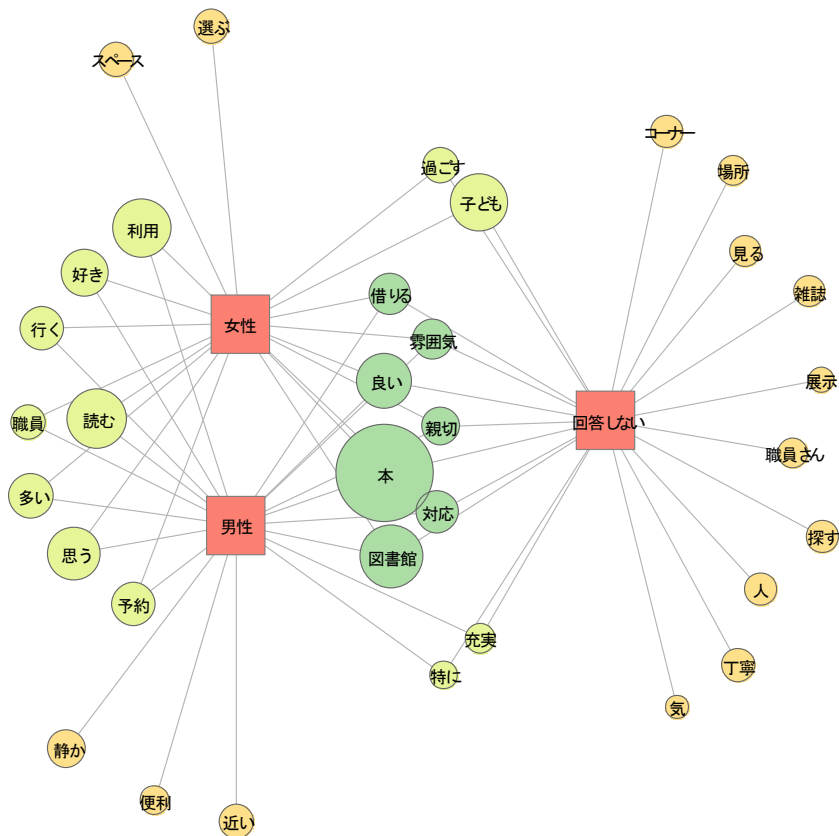 選ぶ
スペース
コーナー
過ごす
場所
子ども
利用
見る
好き
借りる
雑誌
行く
女性
雰囲気
良い
展示
職員
読む
親切
回答しない
本
職員さん
多い
対応
男性
探す
思う
図書館
人
予約
充実
丁寧
特に
気
静か
便利
近い